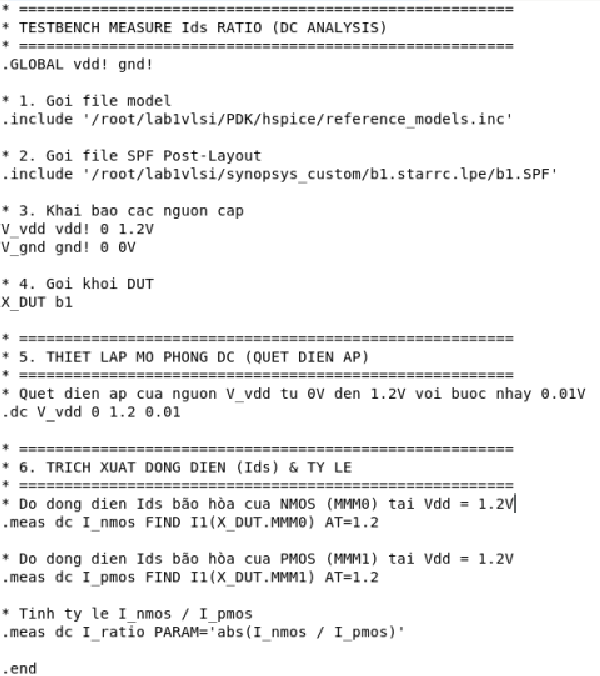 * =======================================================
* TESTBENCH MEASURE Ids RATIO (DC ANALYSIS)
* =======================================================
.GLOBAL vdd! gnd!
* 1. Goi file model
.include '/root/lab1vlsi/PDK/hspice/reference_models.inc'
* 2. Goi file SPF Post-Layout
.include '/root/lab1vlsi/synopsys_custom/b1.starrc.lpe/b1.SPF'
* 3. Khai bao cac nguon cap
V_vdd vdd! 0 1.2V
V_gnd gnd! 0 0V
* 4. Goi khoi DUT
X_DUT b1
* =======================================================
* 5. THIET LAP MO PHONG DC (QUET DIEN AP)
* =======================================================
* Quet dien ap cua nguon V_vdd tu 0V den 1.2V voi buoc nhay 0.01V
.dc V_vdd 0 1.2 0.01
* =======================================================
* 6. TRICH XUAT DONG DIEN (Ids) & TY LE
* =======================================================
* Do dong dien Ids bão hòa cua NMOS (MMM0) tai Vdd = 1.2V
.meas dc I_nmos FIND I1(X_DUT.MMM0) AT=1.2
* Do dong dien Ids bão hòa cua PMOS (MMM1) tai Vdd = 1.2V
.meas dc I_pmos FIND I1(X_DUT.MMM1) AT=1.2
* Tinh ty le I_nmos / I_pmos
.meas dc I_ratio PARAM='abs(I_nmos / I_pmos)'
.end